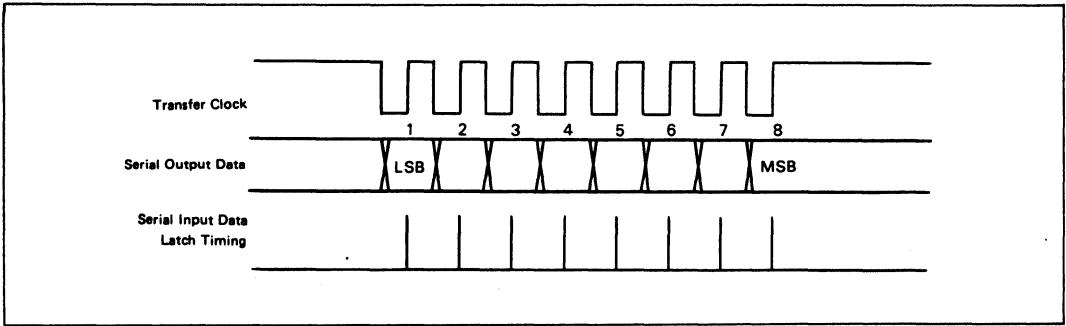 Transfer Clock
1 2 3 4 5 6 7 8
Serial Output Data
LSB
MSB
Serial Input Data
Latch Timing